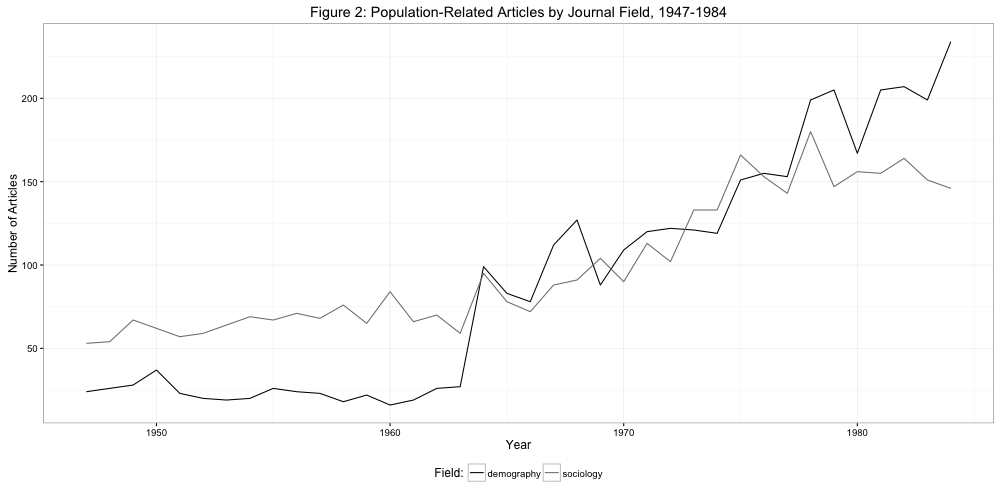 Figure 2: Population-Related Articles by Journal Field, 1947-1984
Number of Articles
200
150
100
50
1950 1960 1970 1980
Year
Field: demography sociology